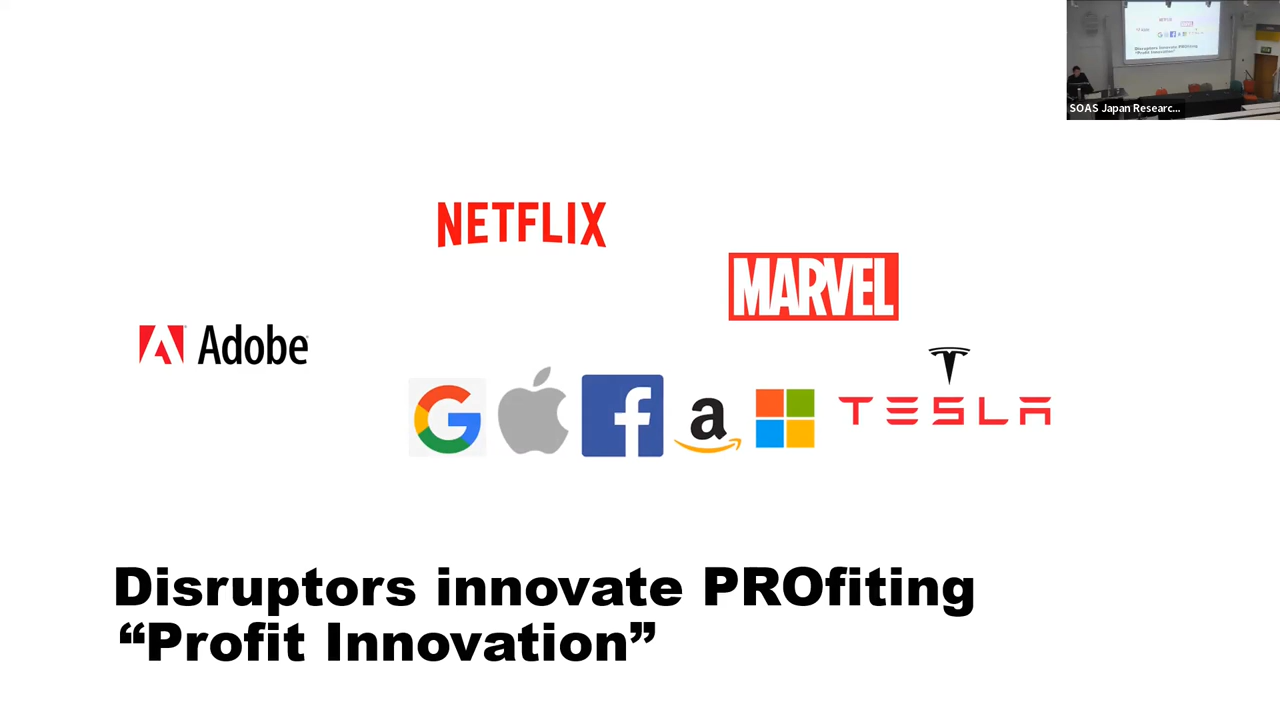 SOAS Japan Researc...
NETFLIX
MARVEL
Adobe
G
f
a
TESLA
Disruptors innovate PROfiting
“Profit Innovation”